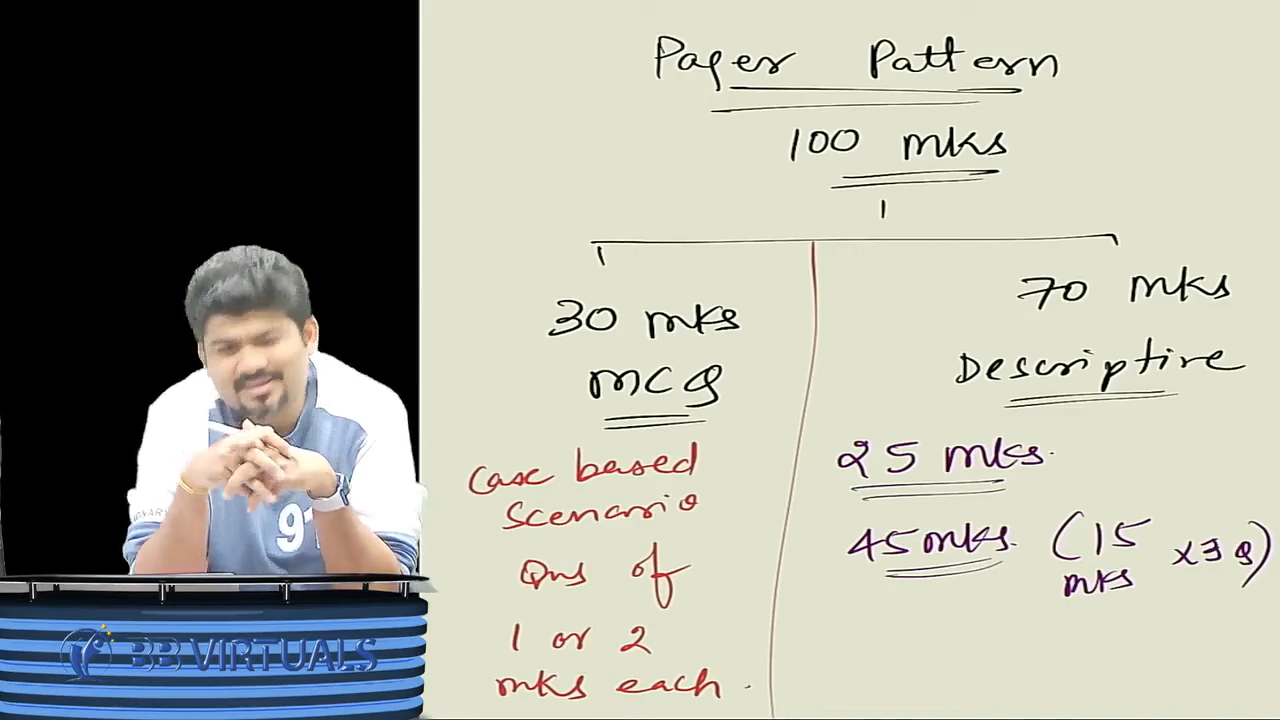 Paper Pattern
100 mks
30 mks
MCQ
case based
scenario
Qns of
1 or 2
mks each.
70 mks
Descriptive
25 mks.
45 mks. (15 mks x 3 Q)
91
BB VIRTUALS